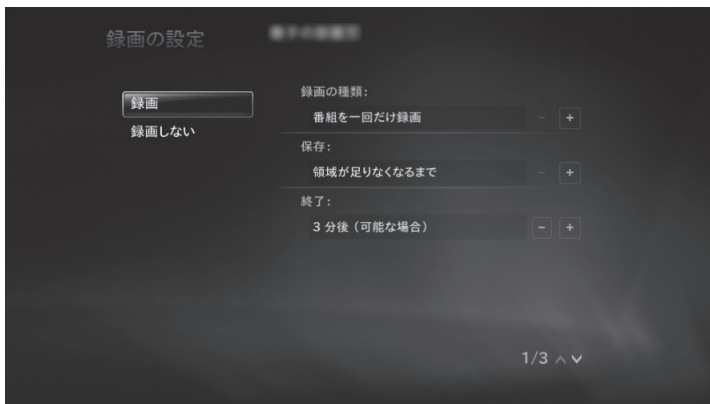 録画の設定
録画
録画しない
録画の種類:
番組を一回だけ録画
保存:
領域が足りなくなるまで
終了:
3 分後 (可能な場合)
1/3